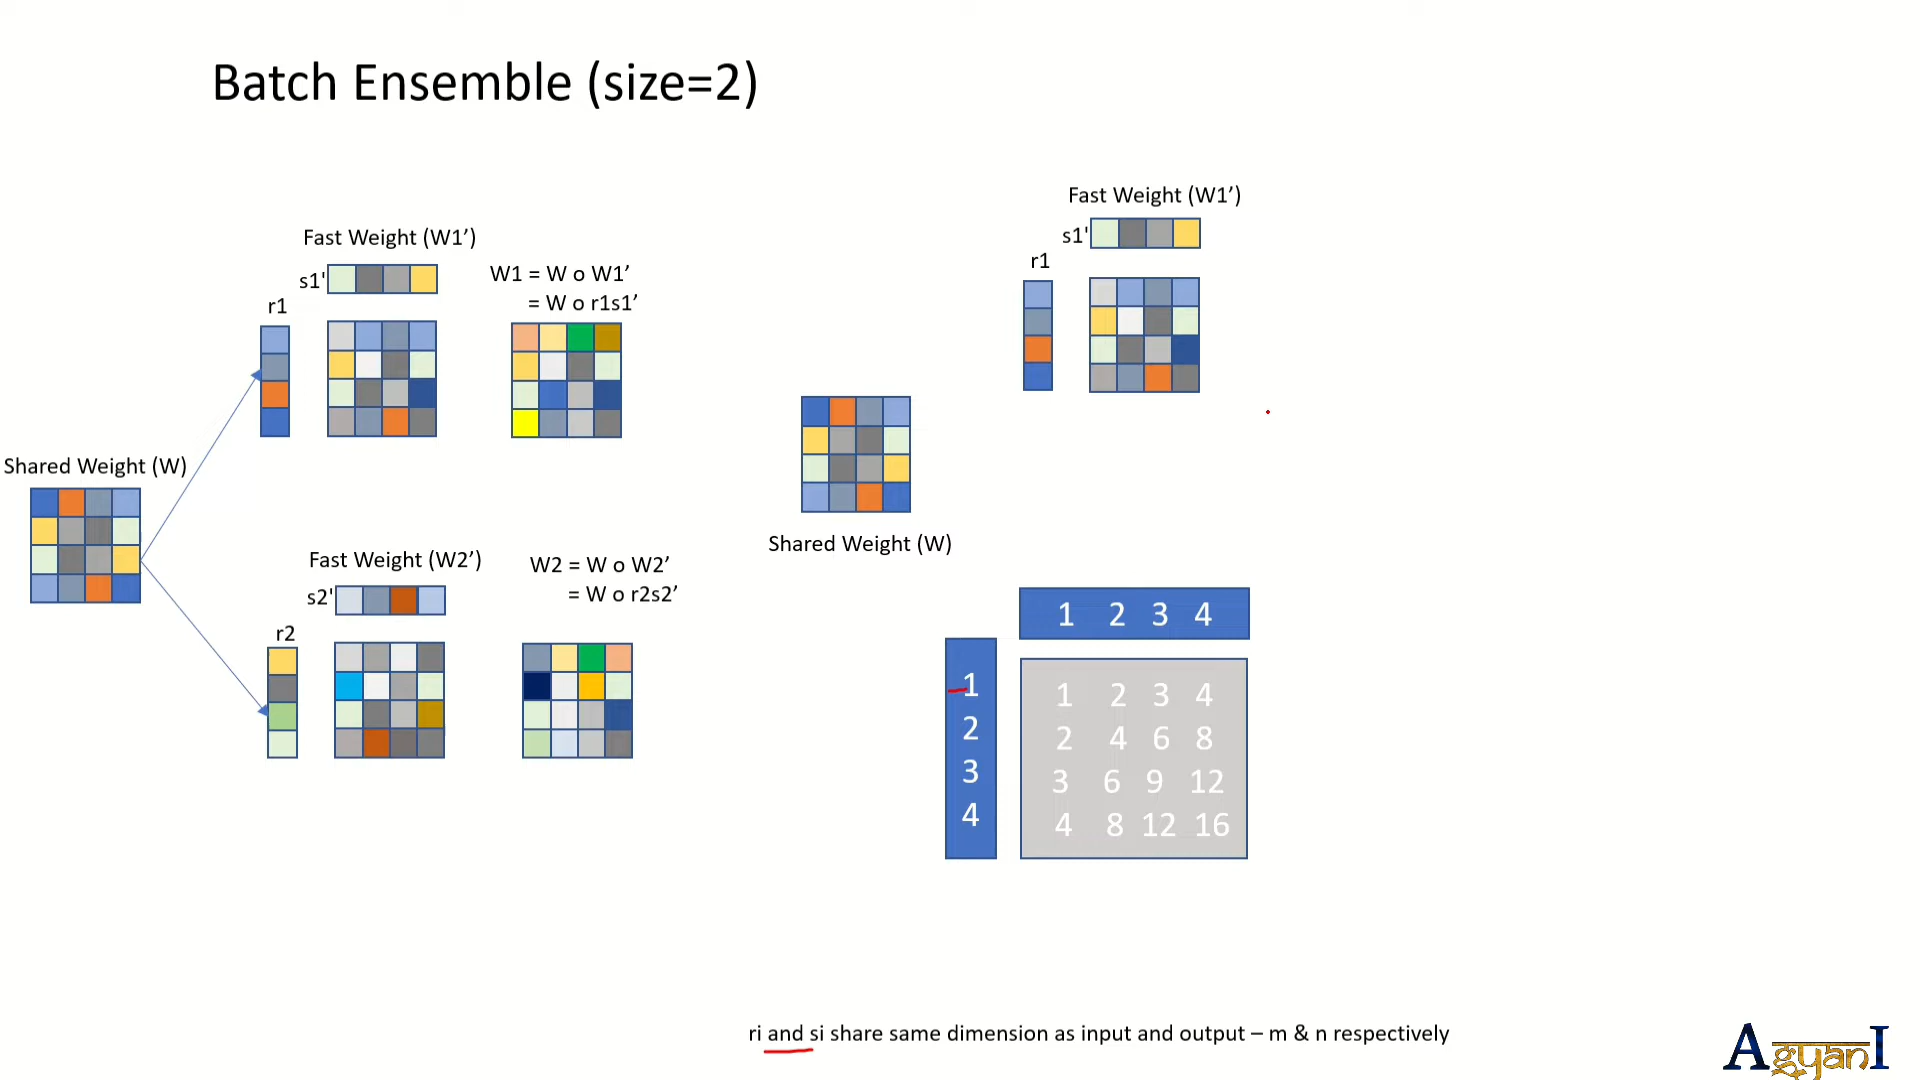 Batch Ensemble (size=2)
Fast Weight (W1’)
s1'
r1
W1 = W o W1’
= W o r1s1’
Shared Weight (W)
Fast Weight (W2’)
s2'
r2
W2 = W o W2’
= W o r2s2’
Fast Weight (W1’)
s1'
r1
Shared Weight (W)
1 2 3 4
1
2
3
4
1 2 3 4
2 4 6 8
3 6 9 12
4 8 12 16
ri and si share same dimension as input and output – m & n respectively
AgyanI